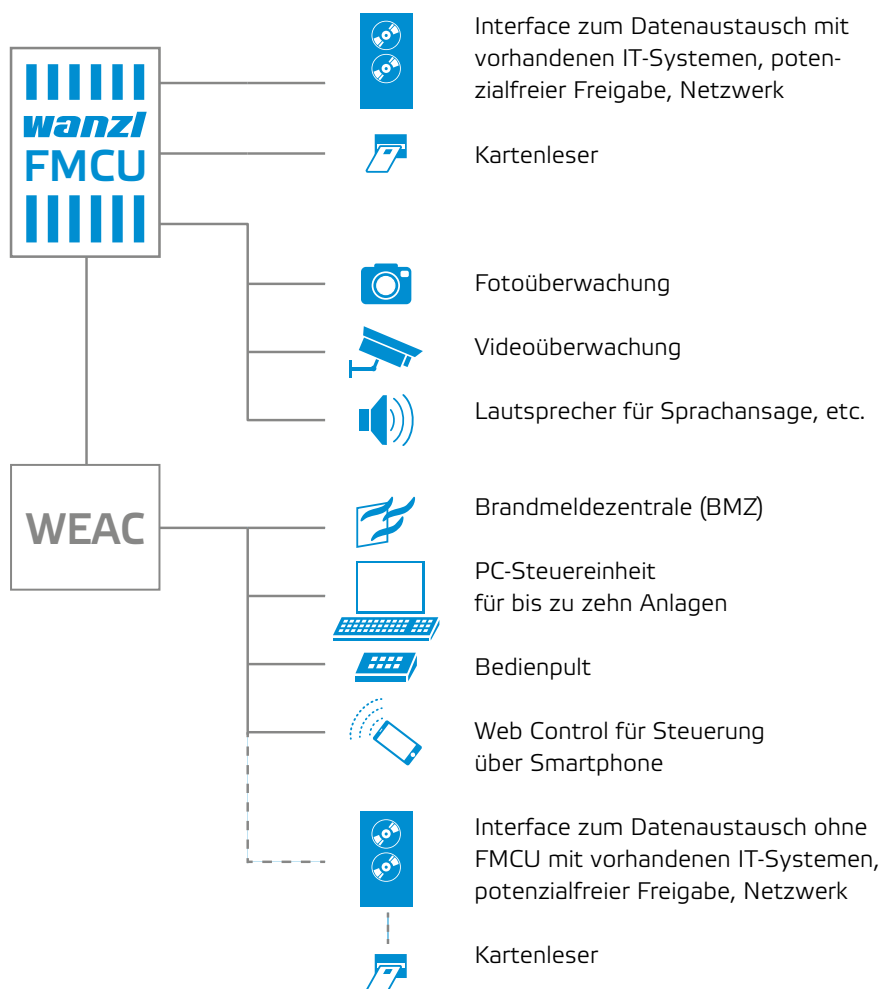 Interface zum Datenaustausch mit
vorhandenen IT-Systemen, poten-
zialfreier Freigabe, Netzwerk
wanzl
FMCU
Kartenleser
Fotoüberwachung
Videoüberwachung
Lautsprecher für Sprachansage, etc.
WEAC
Brandmeldezentrale (BMZ)
PC-Steuereinheit
für bis zu zehn Anlagen
Bedienpult
Web Control für Steuerung
über Smartphone
Interface zum Datenaustausch ohne
FMCU mit vorhandenen IT-Systemen,
potenzialfreier Freigabe, Netzwerk
Kartenleser